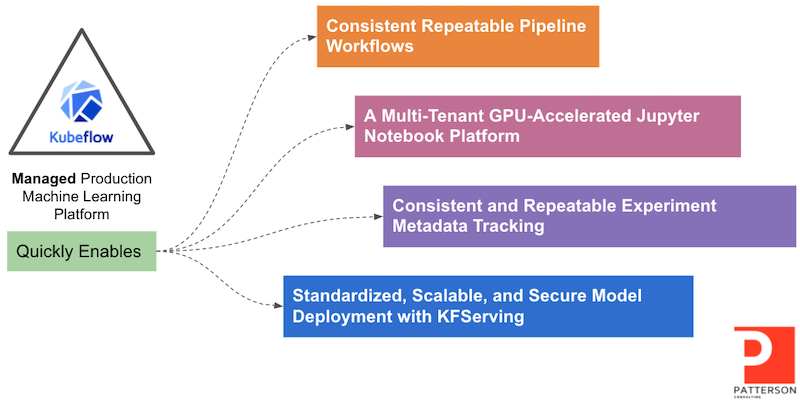 Kubeflow
Managed Production
Machine Learning
Platform
Quickly Enables
Consistent Repeatable Pipeline
Workflows
A Multi-Tenant GPU-Accelerated Jupyter
Notebook Platform
Consistent and Repeatable Experiment
Metadata Tracking
Standardized, Scalable, and Secure Model
Deployment with KFServing
P
PATTERSON
CONSULTING